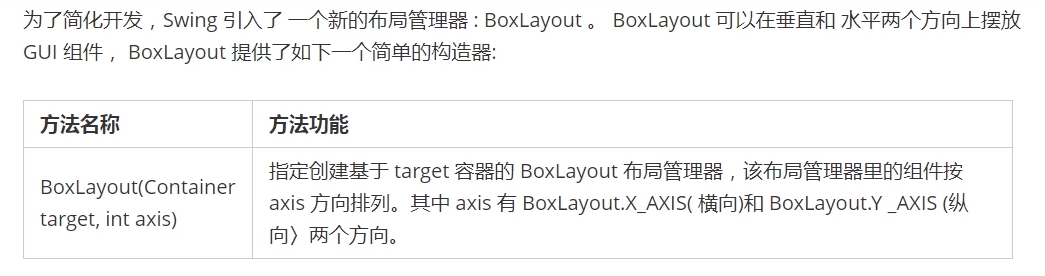 为了简化开发，Swing 引入了 一个新的布局管理器 : BoxLayout 。 BoxLayout 可以在垂直和 水平两个方向上摆放
GUI 组件， BoxLayout 提供了如下一个简单的构造器:
方法名称
方法功能
BoxLayout(Container
target, int axis)
指定创建基于 target 容器的 BoxLayout 布局管理器，该布局管理器里的组件按
axis 方向排列。其中 axis 有 BoxLayout.X_AXIS( 横向)和 BoxLayout.Y _AXIS (纵
向〉两个方向。